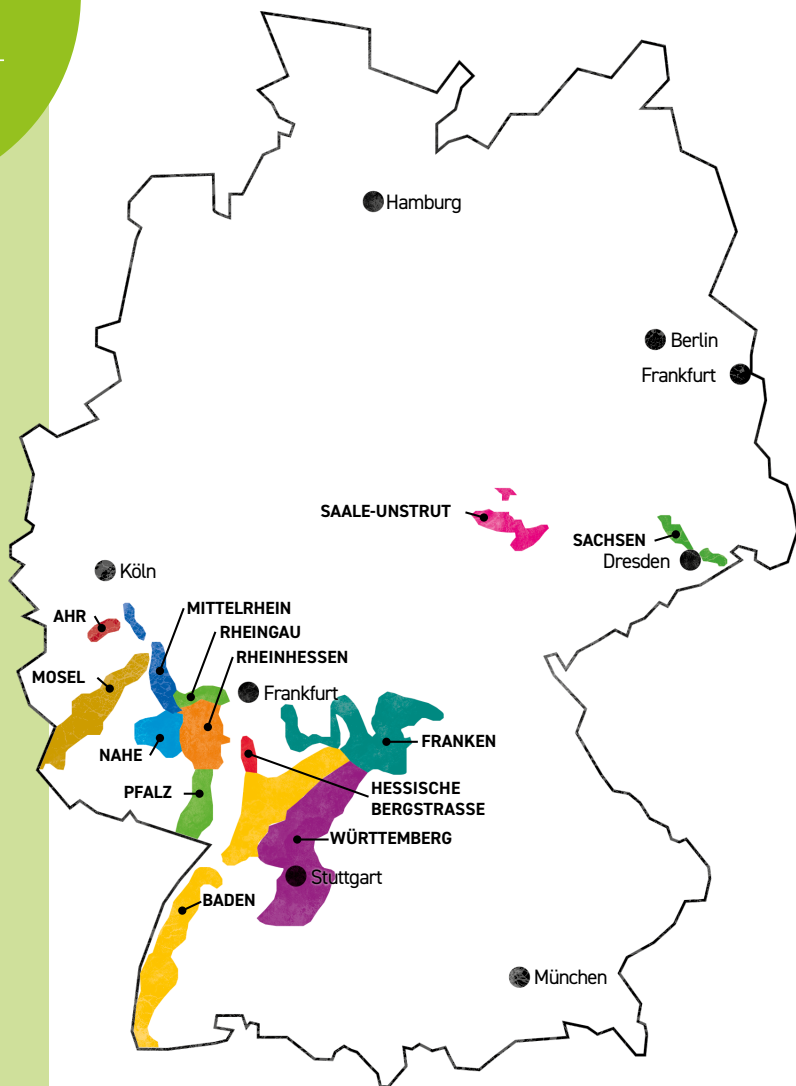 Hamburg
Berlin
Frankfurt
SAALE-UNSTRUT
SACHSEN
Dresden
Köln
AHR
MITTELRHEIN
RHEINGAU
RHEINHESSEN
MOSEL
Frankfurt
FRANKEN
NAHE
PFALZ
HESSISCHE
BERGSTRASSE
WÜRTTEMBERG
Stuttgart
BADEN
München